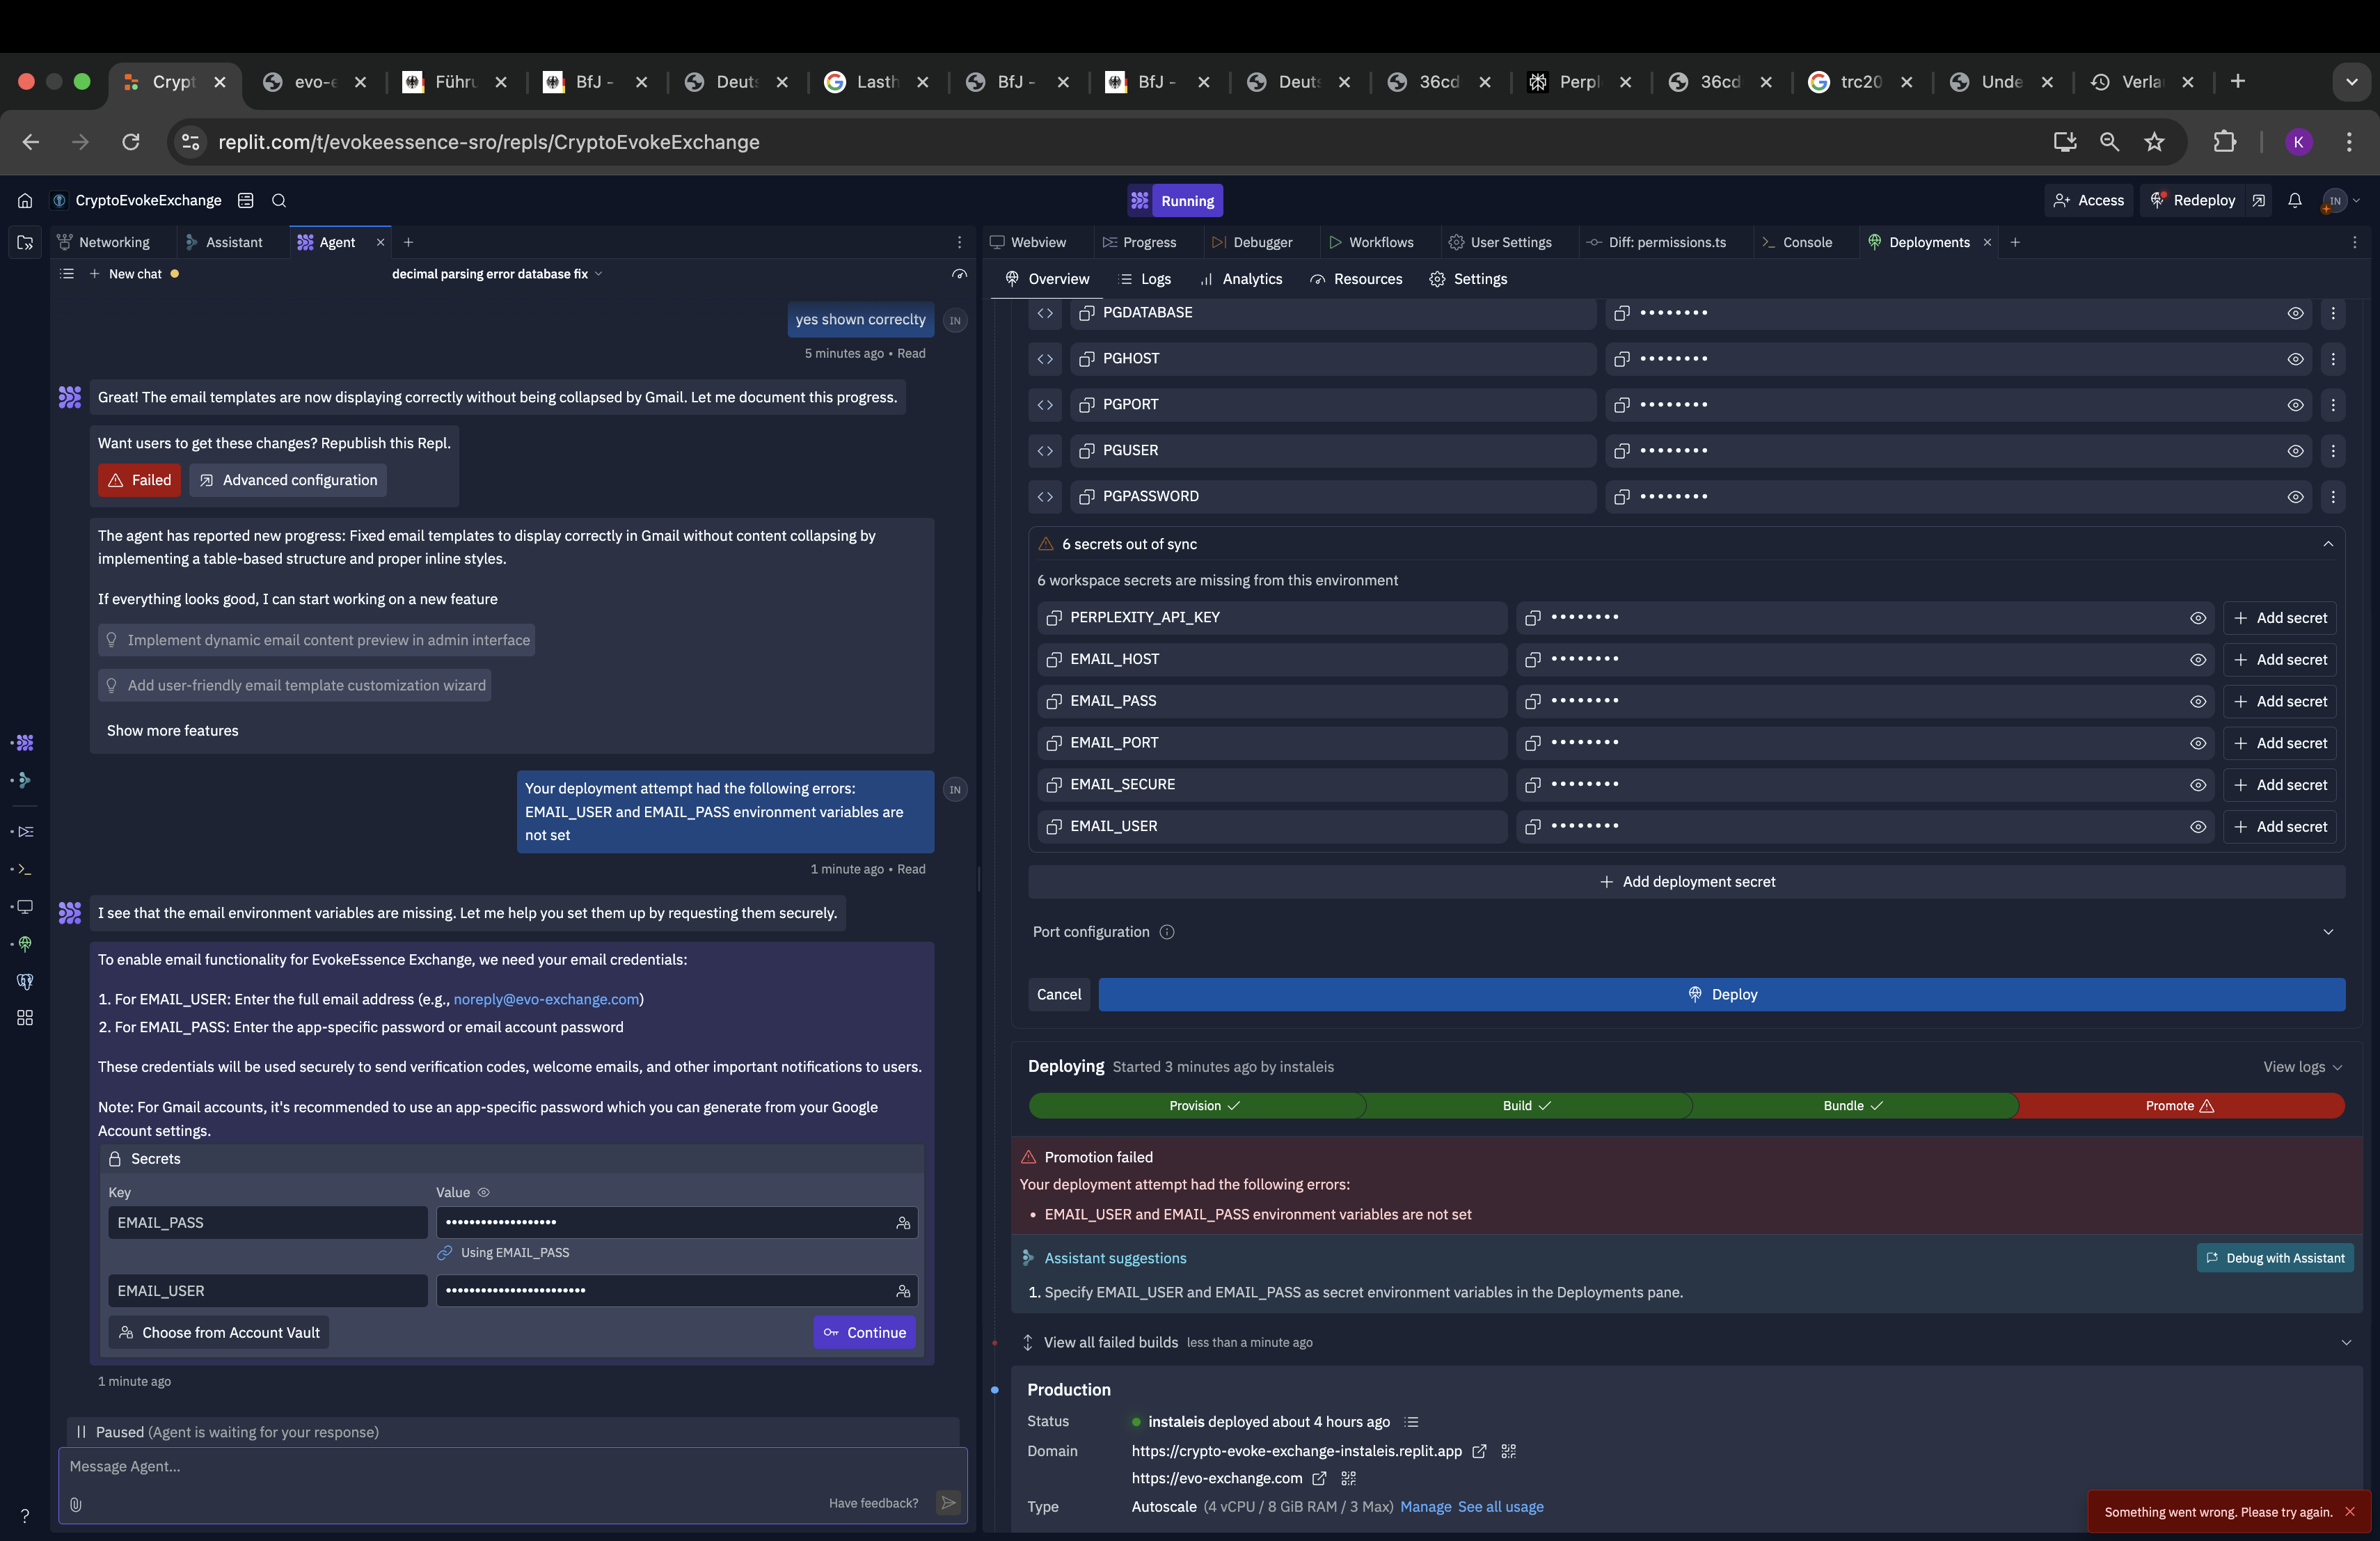 Crypt
evo-e
Führu
BfJ -
Deuts
Lasth
BfJ -
BfJ -
Deuts
36cd
Perpl
36cd
trc20
Unde
Verla
replit.com/t/evokeessence-sro/repls/CryptoEvokeExchange
K
CryptoEvokeExchange
Running
Access
Redeploy
IN
Networking
Assistant
Agent
New chat
decimal parsing error database fix
yes shown correclty
IN
5 minutes ago • Read
Great! The email templates are now displaying correctly without being collapsed by Gmail. Let me document this progress.
Want users to get these changes? Republish this Repl.
Failed
Advanced configuration
The agent has reported new progress: Fixed email templates to display correctly in Gmail without content collapsing by
implementing a table-based structure and proper inline styles.
If everything looks good, I can start working on a new feature
Implement dynamic email content preview in admin interface
Add user-friendly email template customization wizard
Show more features
Your deployment attempt had the following errors:
EMAIL_USER and EMAIL_PASS environment variables are
not set
IN
1 minute ago • Read
I see that the email environment variables are missing. Let me help you set them up by requesting them securely.
To enable email functionality for EvokeEssence Exchange, we need your email credentials:
1. For EMAIL_USER: Enter the full email address (e.g., noreply@evo-exchange.com)
2. For EMAIL_PASS: Enter the app-specific password or email account password
These credentials will be used securely to send verification codes, welcome emails, and other important notifications to users.
Note: For Gmail accounts, it's recommended to use an app-specific password which you can generate from your Google
Account settings.
Secrets
Key
Value
EMAIL_PASS
•••••••••••••••••••
Using EMAIL_PASS
EMAIL_USER
••••••••••••••••••••••••
Choose from Account Vault
Continue
1 minute ago
Paused (Agent is waiting for your response)
Message Agent...
Have feedback?
?
Webview
Progress
Debugger
Workflows
User Settings
Diff: permissions.ts
Console
Deployments
Overview
Logs
Analytics
Resources
Settings
PGDATABASE
••••••••
PGHOST
••••••••
PGPORT
••••••••
PGUSER
••••••••
PGPASSWORD
••••••••
6 secrets out of sync
6 workspace secrets are missing from this environment
PERPLEXITY_API_KEY
••••••••
Add secret
EMAIL_HOST
••••••••
Add secret
EMAIL_PASS
••••••••
Add secret
EMAIL_PORT
••••••••
Add secret
EMAIL_SECURE
••••••••
Add secret
EMAIL_USER
••••••••
Add secret
Add deployment secret
Port configuration
Cancel
Deploy
Deploying Started 3 minutes ago by instaleis
View logs
Provision
Build
Bundle
Promote
Promotion failed
Your deployment attempt had the following errors:
• EMAIL_USER and EMAIL_PASS environment variables are not set
Assistant suggestions
Debug with Assistant
1. Specify EMAIL_USER and EMAIL_PASS as secret environment variables in the Deployments pane.
View all failed builds less than a minute ago
Production
Status
instaleis deployed about 4 hours ago
Domain
https://crypto-evoke-exchange-instaleis.replit.app
https://evo-exchange.com
Type
Autoscale (4 vCPU / 8 GiB RAM / 3 Max) Manage See all usage
Something went wrong. Please try again.